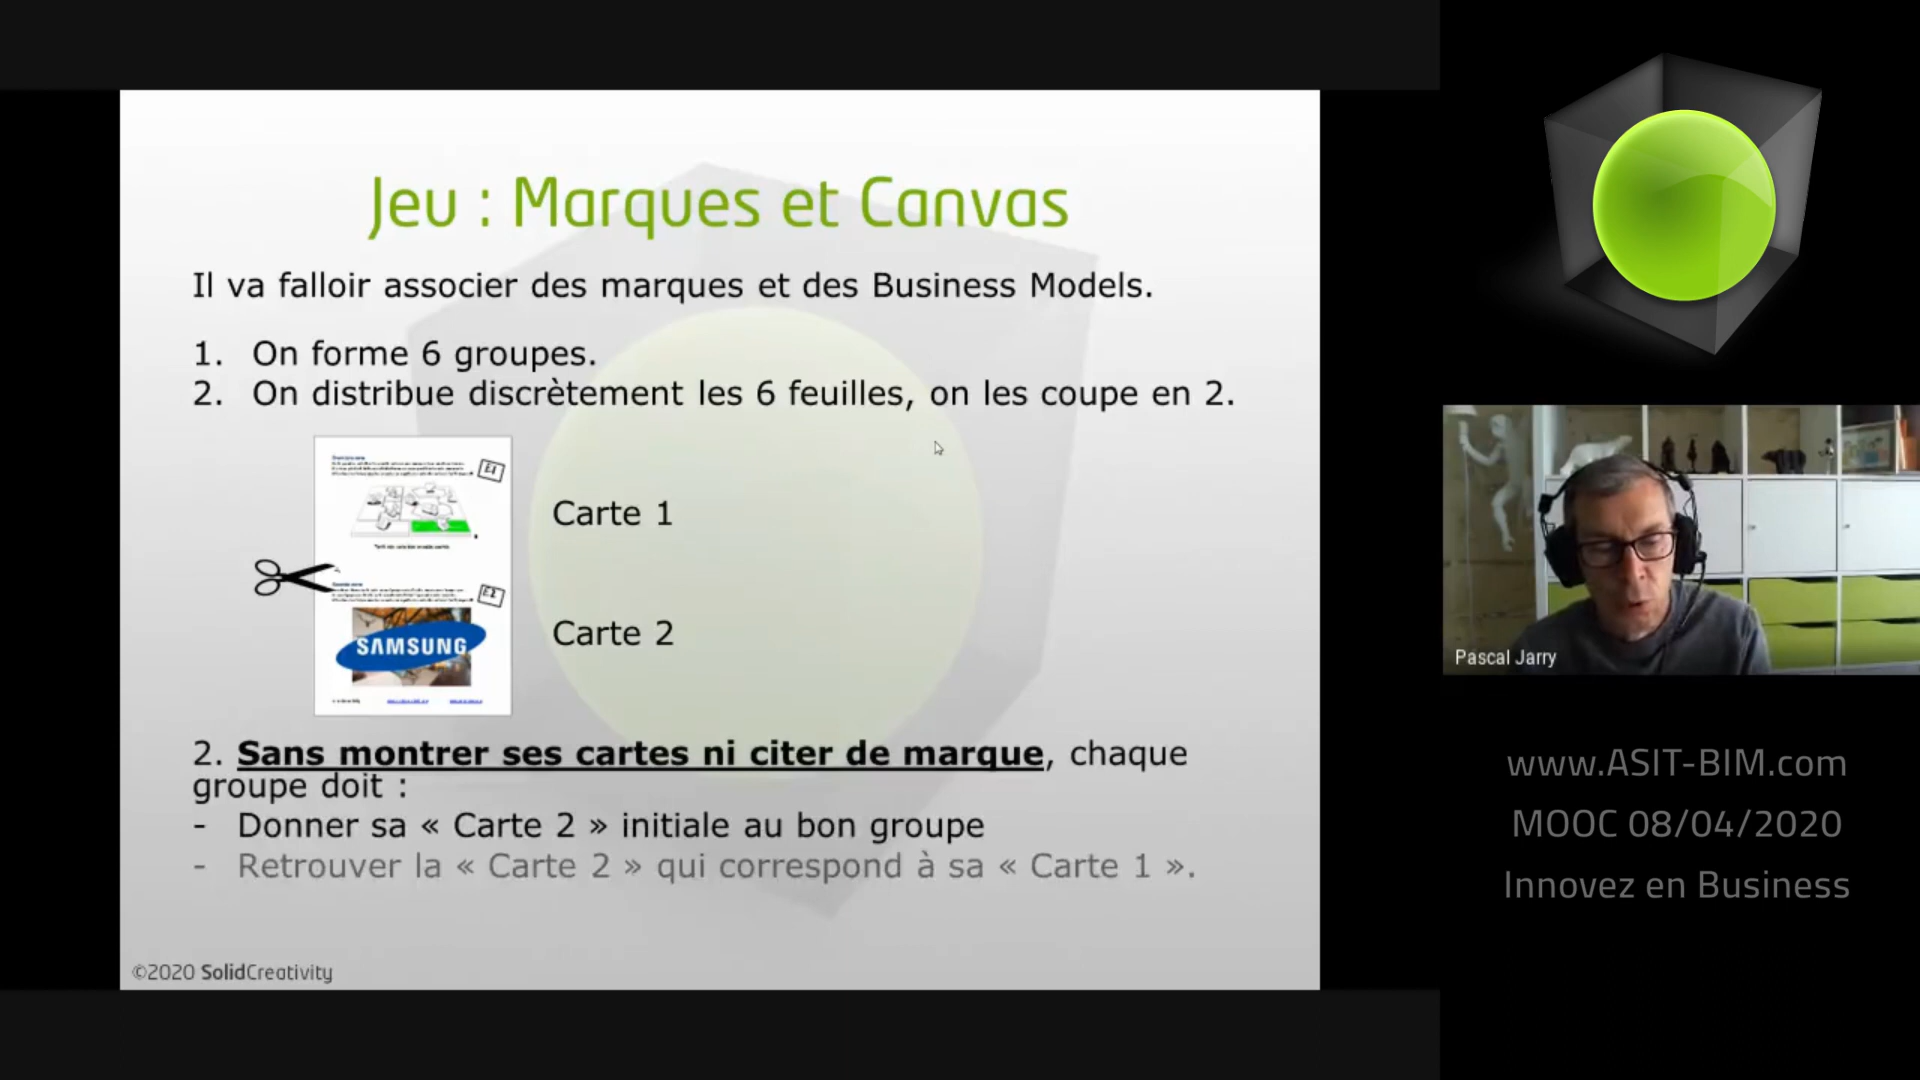 Jeu : Marques et Canvas
Il va falloir associer des marques et des Business Models.
1. On forme 6 groupes.
2. On distribue discrètement les 6 feuilles, on les coupe en 2.
E1
Carte 1
E2
SAMSUNG
Carte 2
2. Sans montrer ses cartes ni citer de marque, chaque
groupe doit :
- Donner sa « Carte 2 » initiale au bon groupe
- Retrouver la « Carte 2 » qui correspond à sa « Carte 1 ».
©2020 SolidCreativity
Pascal Jarry
www.ASIT-BIM.com
MOOC 08/04/2020
Innovez en Business